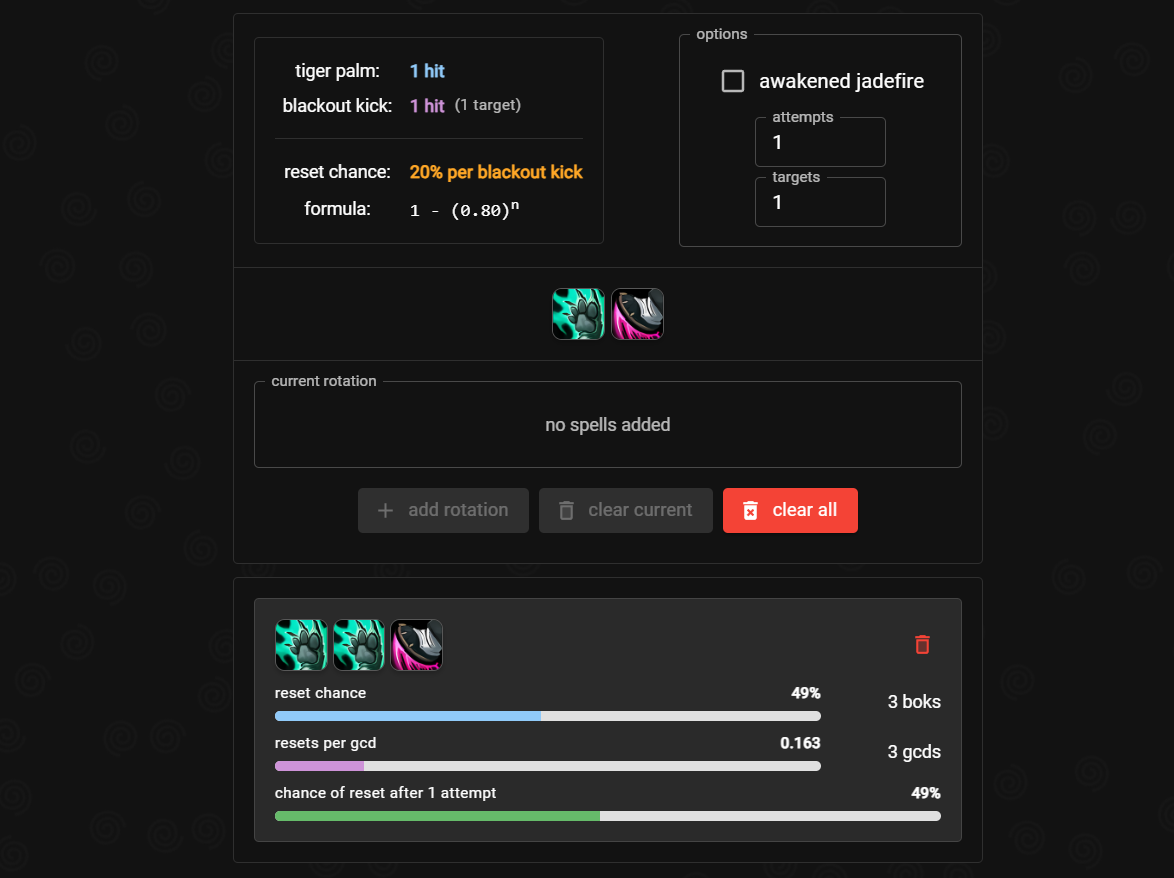 options
tiger palm: 1 hit
blackout kick: 1 hit (1 target)
reset chance: 20% per blackout kick
formula: 1 - (0.80)ⁿ
awakened jadefire
attempts
1
targets
1
current rotation
no spells added
add rotation
clear current
clear all
reset chance 49%
3 boks
resets per gcd 0.163
3 gcds
chance of reset after 1 attempt 49%